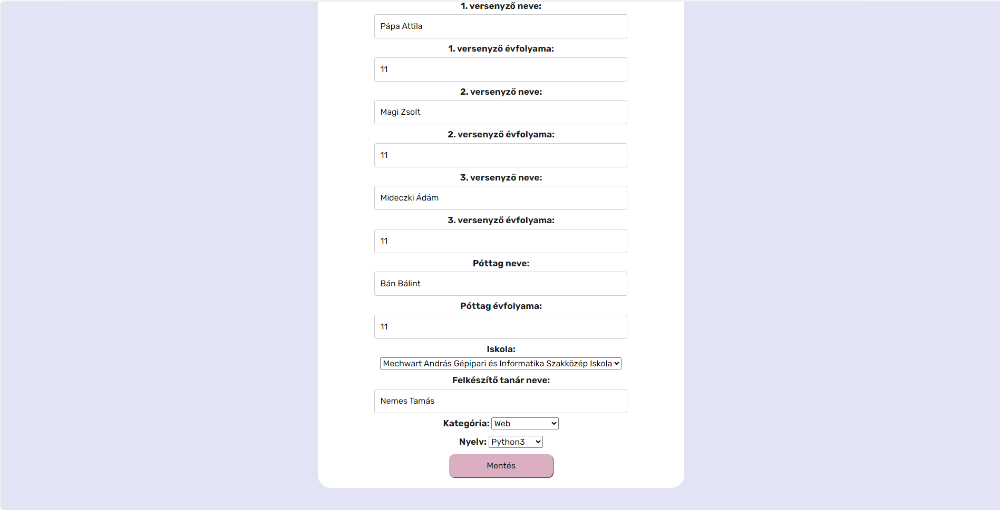 1. versenyző neve:
Pápa Attila
1. versenyző évfolyama:
11
2. versenyző neve:
Magi Zsolt
2. versenyző évfolyama:
11
3. versenyző neve:
Mideczki Ádám
3. versenyző évfolyama:
11
Póttag neve:
Bán Bálint
Póttag évfolyama:
11
Iskola:
Mechwart András Gépipari és Informatika Szakközép Iskola
Felkészítő tanár neve:
Nemes Tamás
Kategória: Web
Nyelv: Python3
Mentés